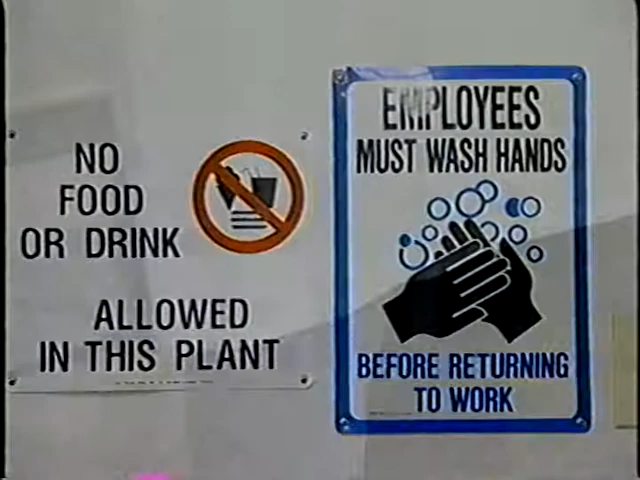 NO
FOOD
OR DRINK
ALLOWED
IN THIS PLANT
EMPLOYEES
MUST WASH HANDS
BEFORE RETURNING
TO WORK